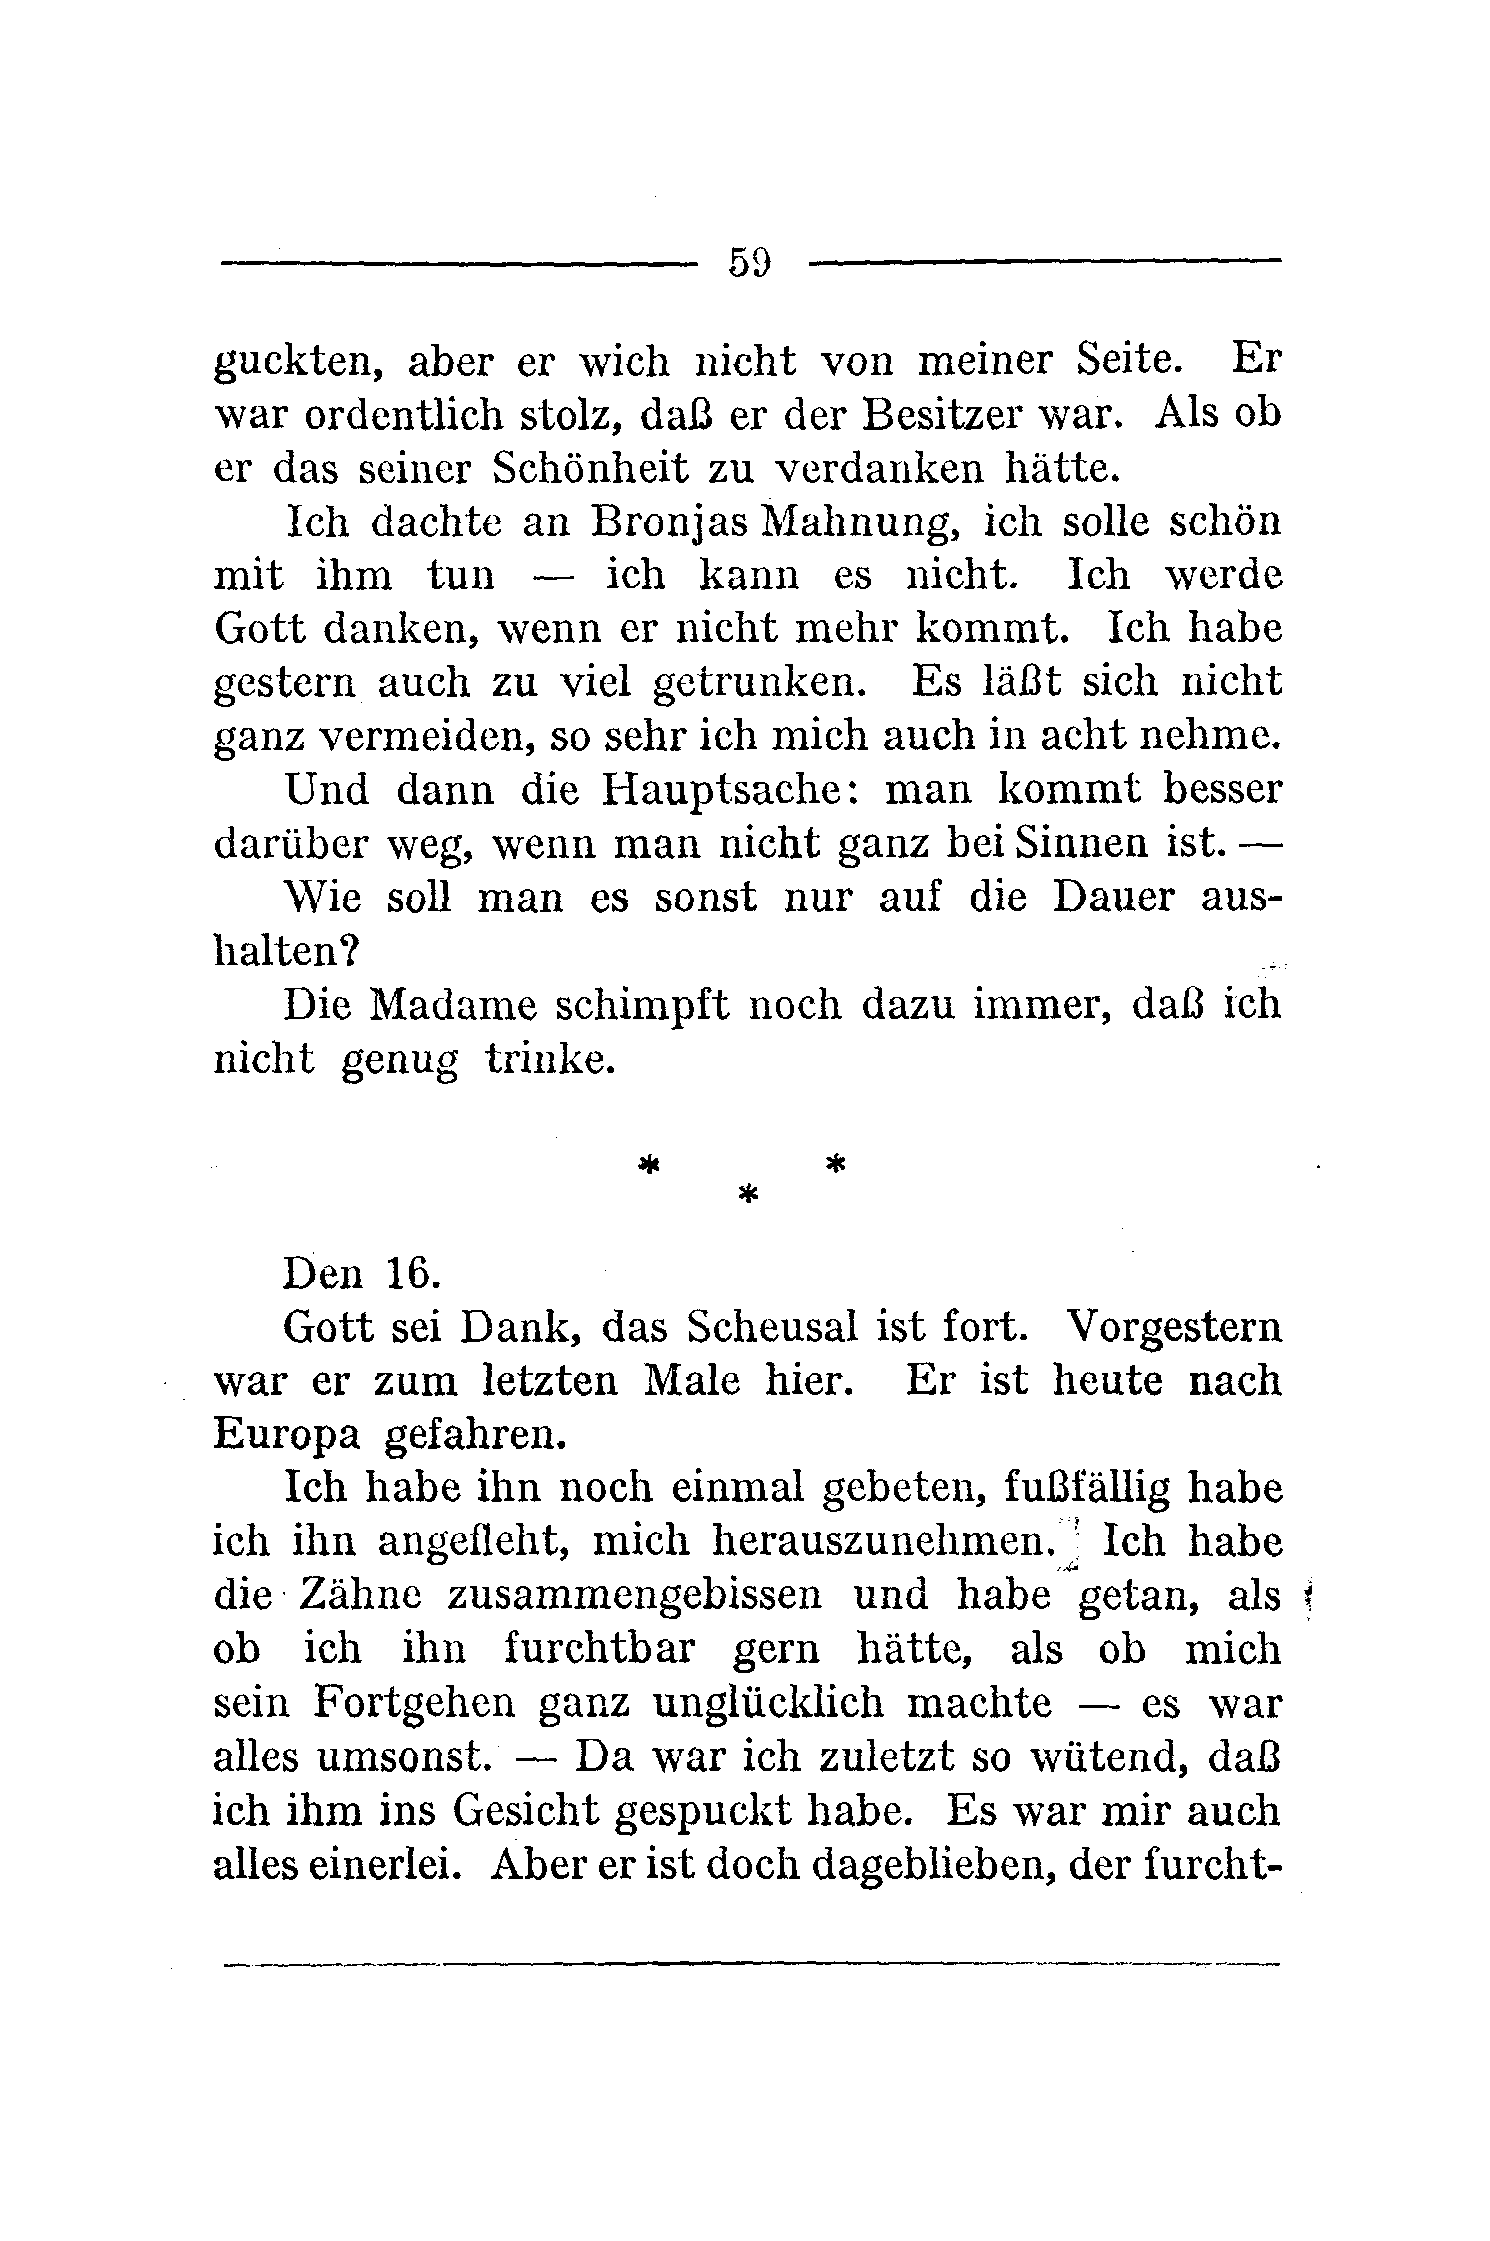 59
guckten, aber er wich nicht von meiner Seite. Er
war ordentlich stolz, daß er der Besitzer war. Als ob
er das seiner Schönheit zu verdanken hätte.
Ich dachte an Bronjas Mahnung, ich solle schön
mit ihm tun — ich kann es nicht. Ich werde
Gott danken, wenn er nicht mehr kommt. Ich habe
gestern auch zu viel getrunken. Es läßt sich nicht
ganz vermeiden, so sehr ich mich auch in acht nehme.
Und dann die Hauptsache: man kommt besser
darüber weg, wenn man nicht ganz bei Sinnen ist. —
Wie soll man es sonst nur auf die Dauer aus-
halten?
Die Madame schimpft noch dazu immer, daß ich
nicht genug trinke.
* *
*
Den 16.
Gott sei Dank, das Scheusal ist fort. Vorgestern
war er zum letzten Male hier. Er ist heute nach
Europa gefahren.
Ich habe ihn noch einmal gebeten, fußfällig habe
ich ihn angefleht, mich herauszunehmen. Ich habe
die Zähne zusammengebissen und habe getan, als
ob ich ihn furchtbar gern hätte, als ob mich
sein Fortgehen ganz unglücklich machte — es war
alles umsonst. — Da war ich zuletzt so wütend, daß
ich ihm ins Gesicht gespuckt habe. Es war mir auch
alles einerlei. Aber er ist doch dageblieben, der furcht-